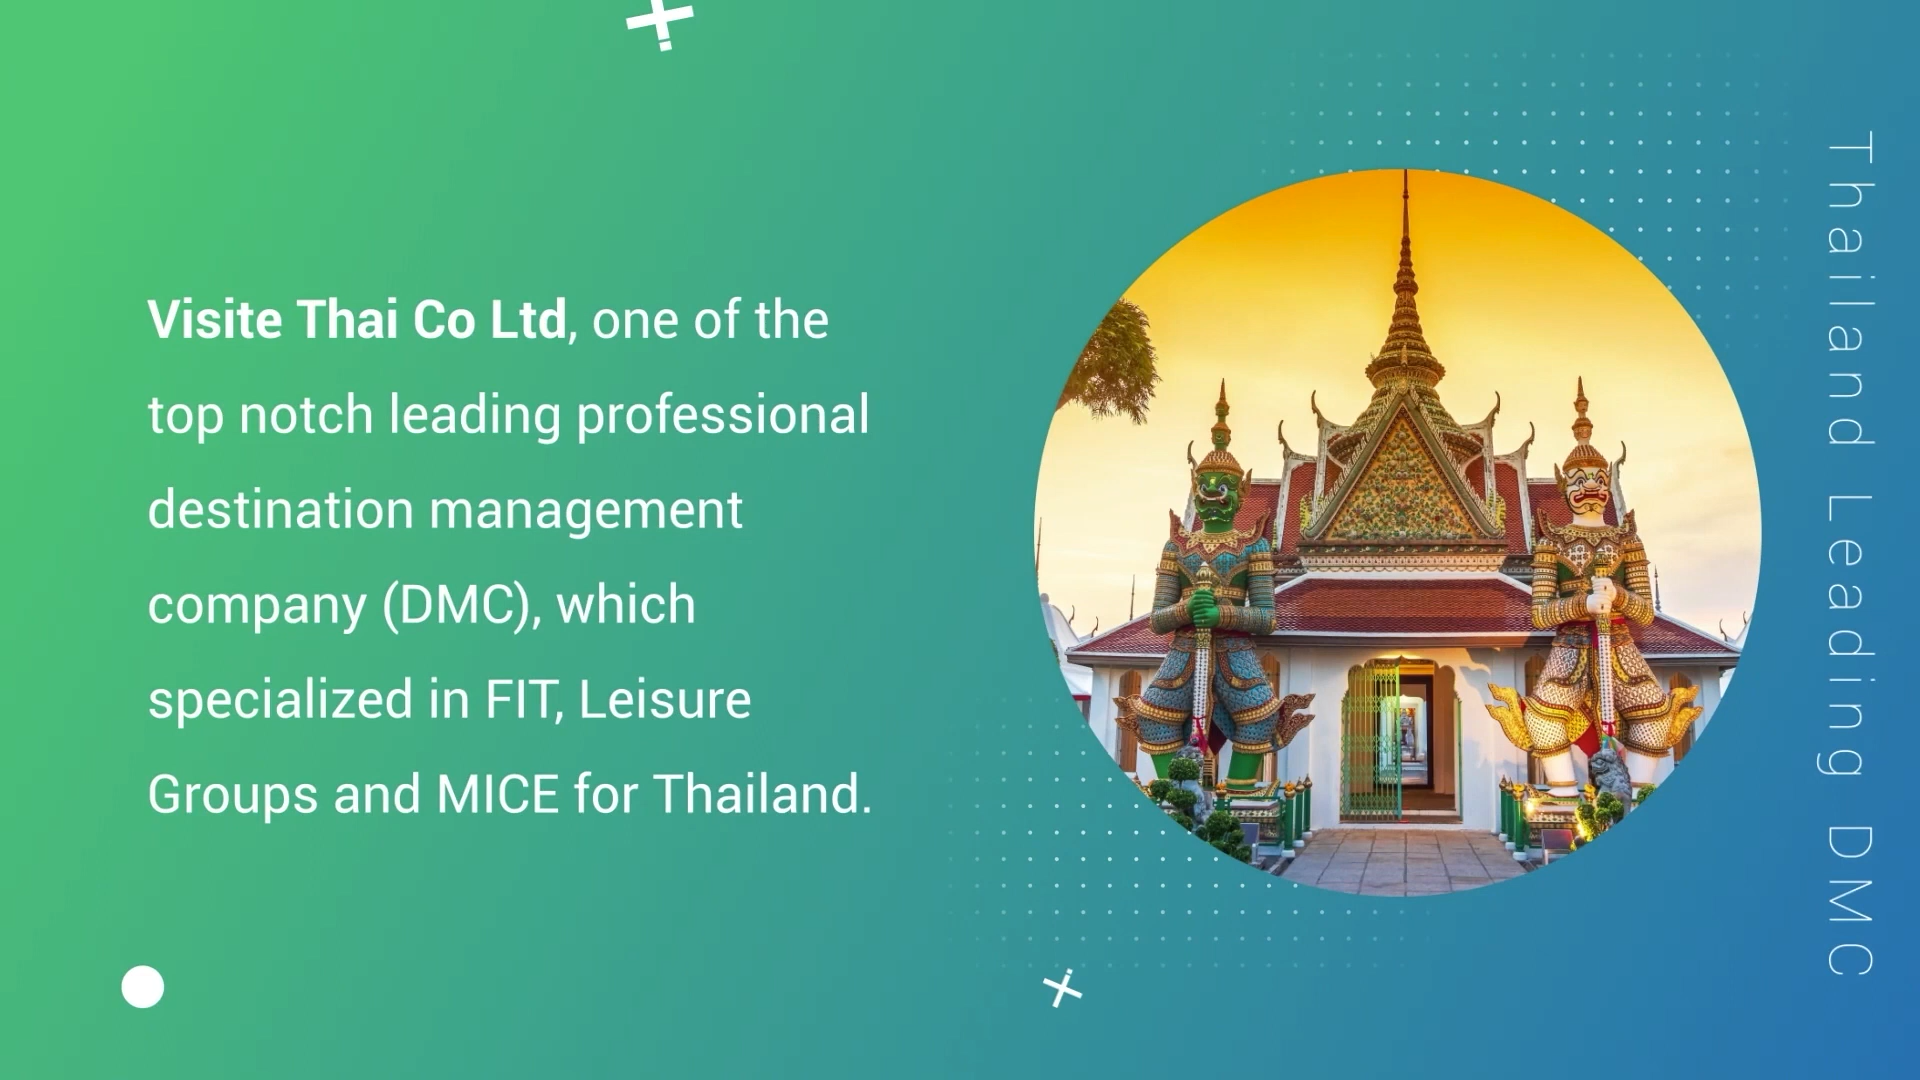 Visite Thai Co Ltd, one of the
top notch leading professional
destination management
company (DMC), which
specialized in FIT, Leisure
Groups and MICE for Thailand.
Thailand Leading DMC